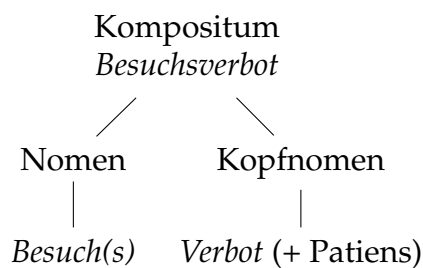 Kompositum
Besuchsverbot
Nomen Kopfnomen
Besuch(s) Verbot (+ Patiens)